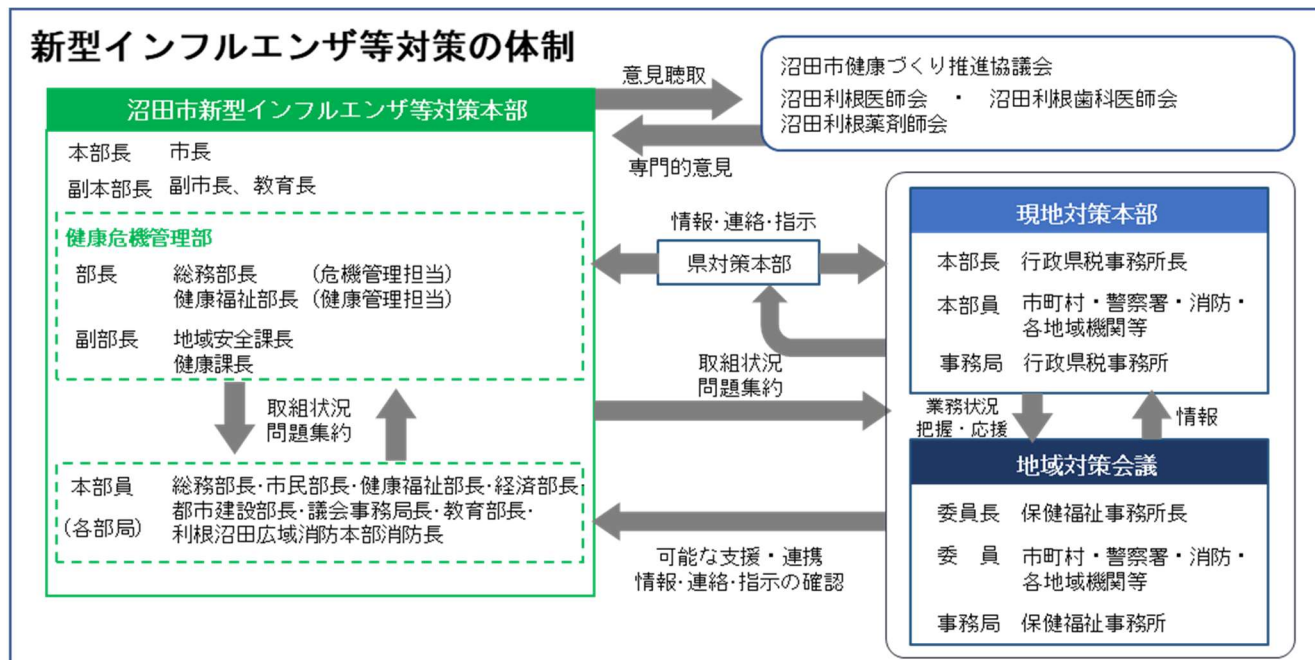 新型インフルエンザ等対策の体制
沼田市新型インフルエンザ等対策本部
本部長 市長
副本部長 副市長、教育長
健康危機管理部
部長 総務部長 (危機管理担当)
健康福祉部長 (健康管理担当)
副部長 地域安全課長
健康課長
取組状況
問題集約
本部員 総務部長・市民部長・健康福祉部長・経済部長・
(各部局) 都市建設部長・議会事務局長・教育部長・
利根沼田広域消防本部消防長
意見聴取
専門的意見
沼田市健康づくり推進協議会
沼田利根医師会 ・ 沼田利根歯科医師会
沼田利根薬剤師会
情報・連絡・指示
県対策本部
取組状況
問題集約
可能な支援・連携
情報・連絡・指示の確認
現地対策本部
本部長 行政県税事務所長
本部員 市町村・警察署・消防・
各地域機関等
事務局 行政県税事務所
業務状況
把握・応援
情報
地域対策会議
委員長 保健福祉事務所長
委 員 市町村・警察署・消防・
各地域機関等
事務局 保健福祉事務所